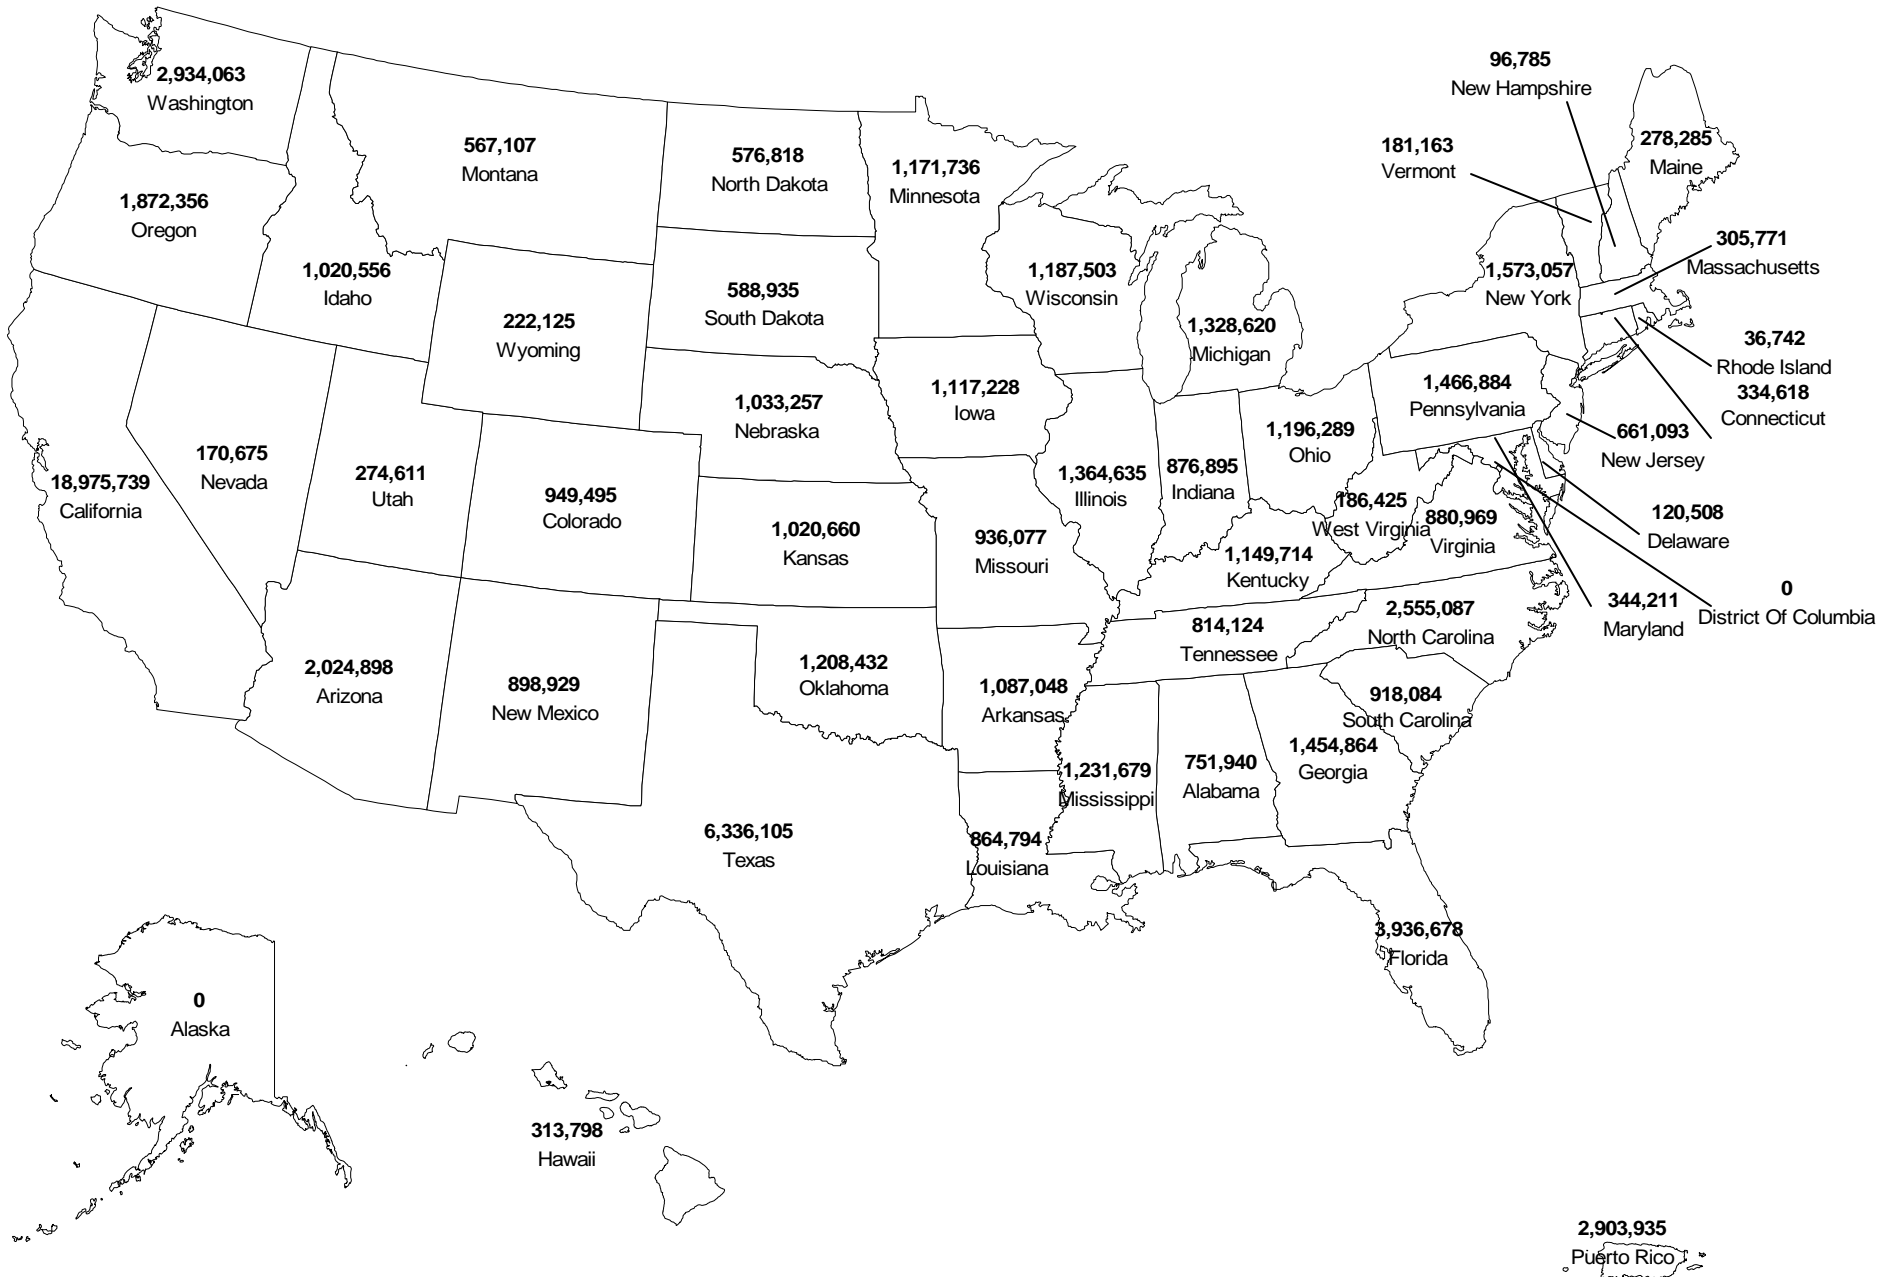 2,934,063
Washington
96,785
New Hampshire
567,107
Montana
576,818
North Dakota
1,171,736
Minnesota
181,163
Vermont
278,285
Maine
1,872,356
Oregon
1,020,556
Idaho
1,187,503
Wisconsin
1,573,057
New York
305,771
Massachusetts
588,935
South Dakota
222,125
Wyoming
1,328,620
Michigan
36,742
Rhode Island
334,618
Connecticut
1,117,228
Iowa
1,466,884
Pennsylvania
1,033,257
Nebraska
1,196,289
Ohio
661,093
New Jersey
170,675
Nevada
274,611
Utah
949,495
Colorado
1,364,635
Illinois
876,895
Indiana
18,975,739
California
186,425
West Virginia
880,969
Virginia
120,508
Delaware
1,020,660
Kansas
936,077
Missouri
1,149,714
Kentucky
344,211
Maryland
0
District Of Columbia
814,124
Tennessee
2,555,087
North Carolina
2,024,898
Arizona
898,929
New Mexico
1,208,432
Oklahoma
1,087,048
Arkansas
918,084
South Carolina
1,454,864
Georgia
1,231,679
Mississippi
751,940
Alabama
6,336,105
Texas
864,794
Louisiana
3,936,678
Florida
0
Alaska
313,798
Hawaii
2,903,935
Puerto Rico